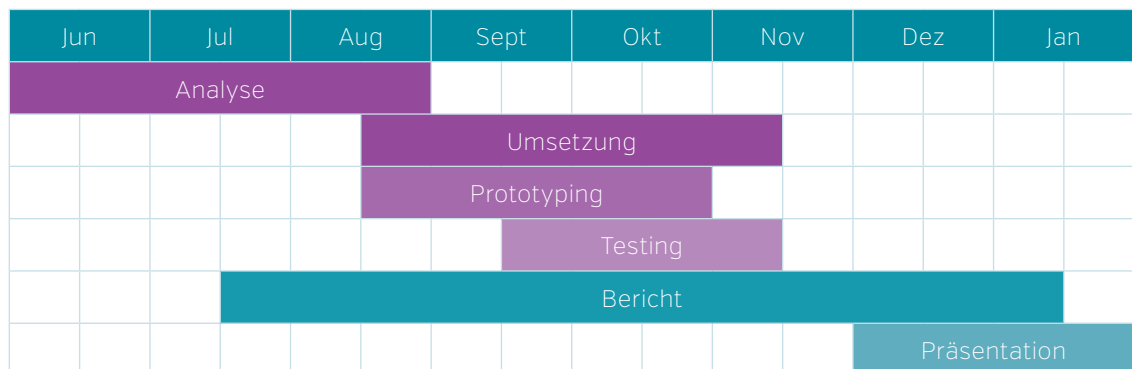 Jun Jul Aug Sept Okt Nov Dez Jan
Analyse
Umsetzung
Prototyping
Testing
Bericht
Präsentation